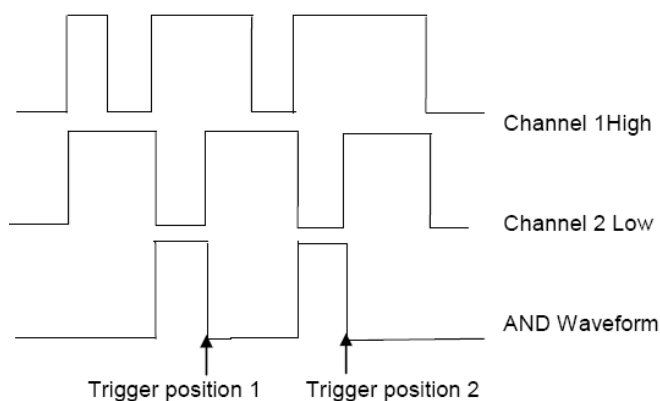 Channel 1High
Channel 2 Low
AND Waveform
Trigger position 1
Trigger position 2